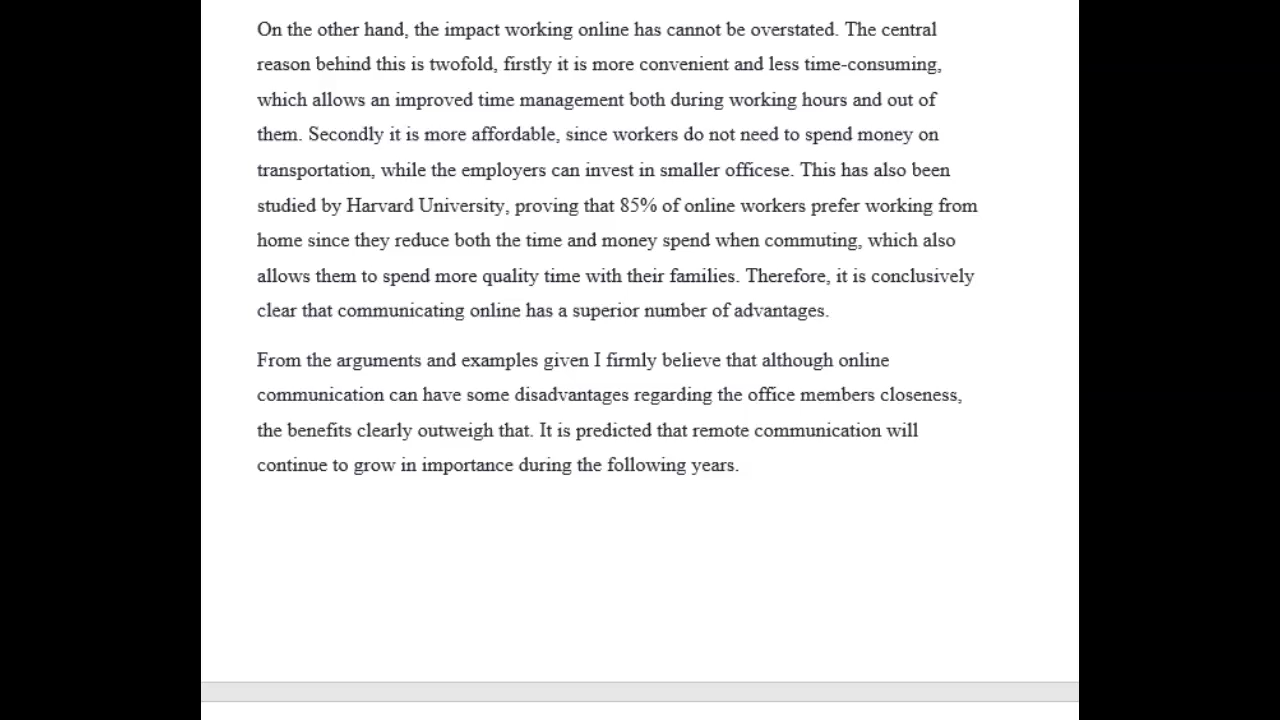 On the other hand, the impact working online has cannot be overstated. The central
reason behind this is twofold, firstly it is more convenient and less time-consuming,
which allows an improved time management both during working hours and out of
them. Secondly it is more affordable, since workers do not need to spend money on
transportation, while the employers can invest in smaller officese. This has also been
studied by Harvard University, proving that 85% of online workers prefer working from
home since they reduce both the time and money spend when commuting, which also
allows them to spend more quality time with their families. Therefore, it is conclusively
clear that communicating online has a superior number of advantages.
From the arguments and examples given I firmly believe that although online
communication can have some disadvantages regarding the office members closeness,
the benefits clearly outweigh that. It is predicted that remote communication will
continue to grow in importance during the following years.